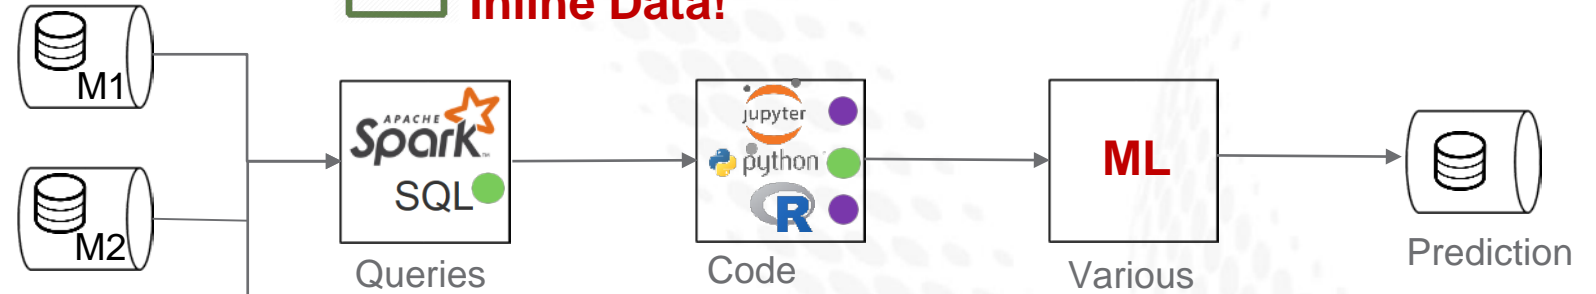 Inline Data!
M1
APACHE
Spark
SQL
jupyter
python
R
ML
M2
Queries
Code
Various
Prediction